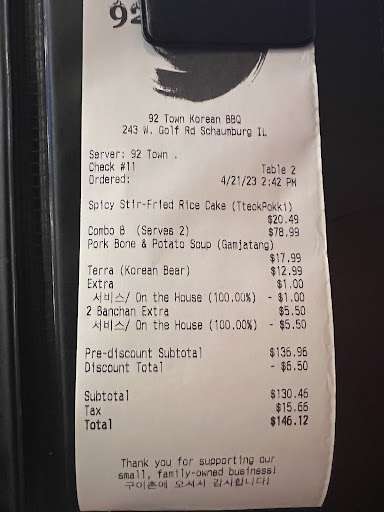 92
92 Town Korean BBQ
243 W. Golf Rd Schaumburg IL
Server: 92 Town .
Check #11 Table 2
Ordered: 4/21/23 2:42 PM
Spicy Stir-Fried Rice Cake (TteokPokki)
$20.49
Combo B (Serves 2) $78.99
Pork Bone & Potato Soup (Gamjatang)
$17.99
Terra (Korean Bear) $12.99
Extra $1.00
서비스/ On the House (100.00%) - $1.00
2 Banchan Extra $5.50
서비스/ On the House (100.00%) - $5.50
Pre-discount Subtotal $136.96
Discount Total - $6.50
Subtotal $130.46
Tax $15.66
Total $146.12
Thank you for supporting our
small, family-owned business!
구이촌에 오셔서 감사합니다!